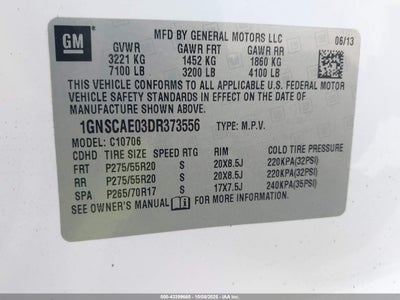 GM
MFD BY GENERAL MOTORS LLC
06/13
GVWR GAWR FRT GAWR RR
3221 KG 1452 KG 1860 KG
7100 LB 3200 LB 4100 LB
THIS VEHICLE CONFORMS TO ALL APPLICABLE U.S. FEDERAL MOTOR
VEHICLE SAFETY STANDARDS IN EFFECT ON THE DATE OF
MANUFACTURE SHOWN ABOVE.
1GNSCAE03DR373556 TYPE: M.P.V.
MODEL: C10706
CDHD TIRE SIZE SPEED RTG RIM COLD TIRE PRESSURE
FRT P275/55R20 S 20X8.5J 220KPA(32PSI)
RR P275/55R20 S 20X8.5J 220KPA(32PSI)
SPA P265/70R17 S 17X7.5J 240KPA(35PSI)
SEE OWNER'S MANUAL FOR MORE INFORMATION.